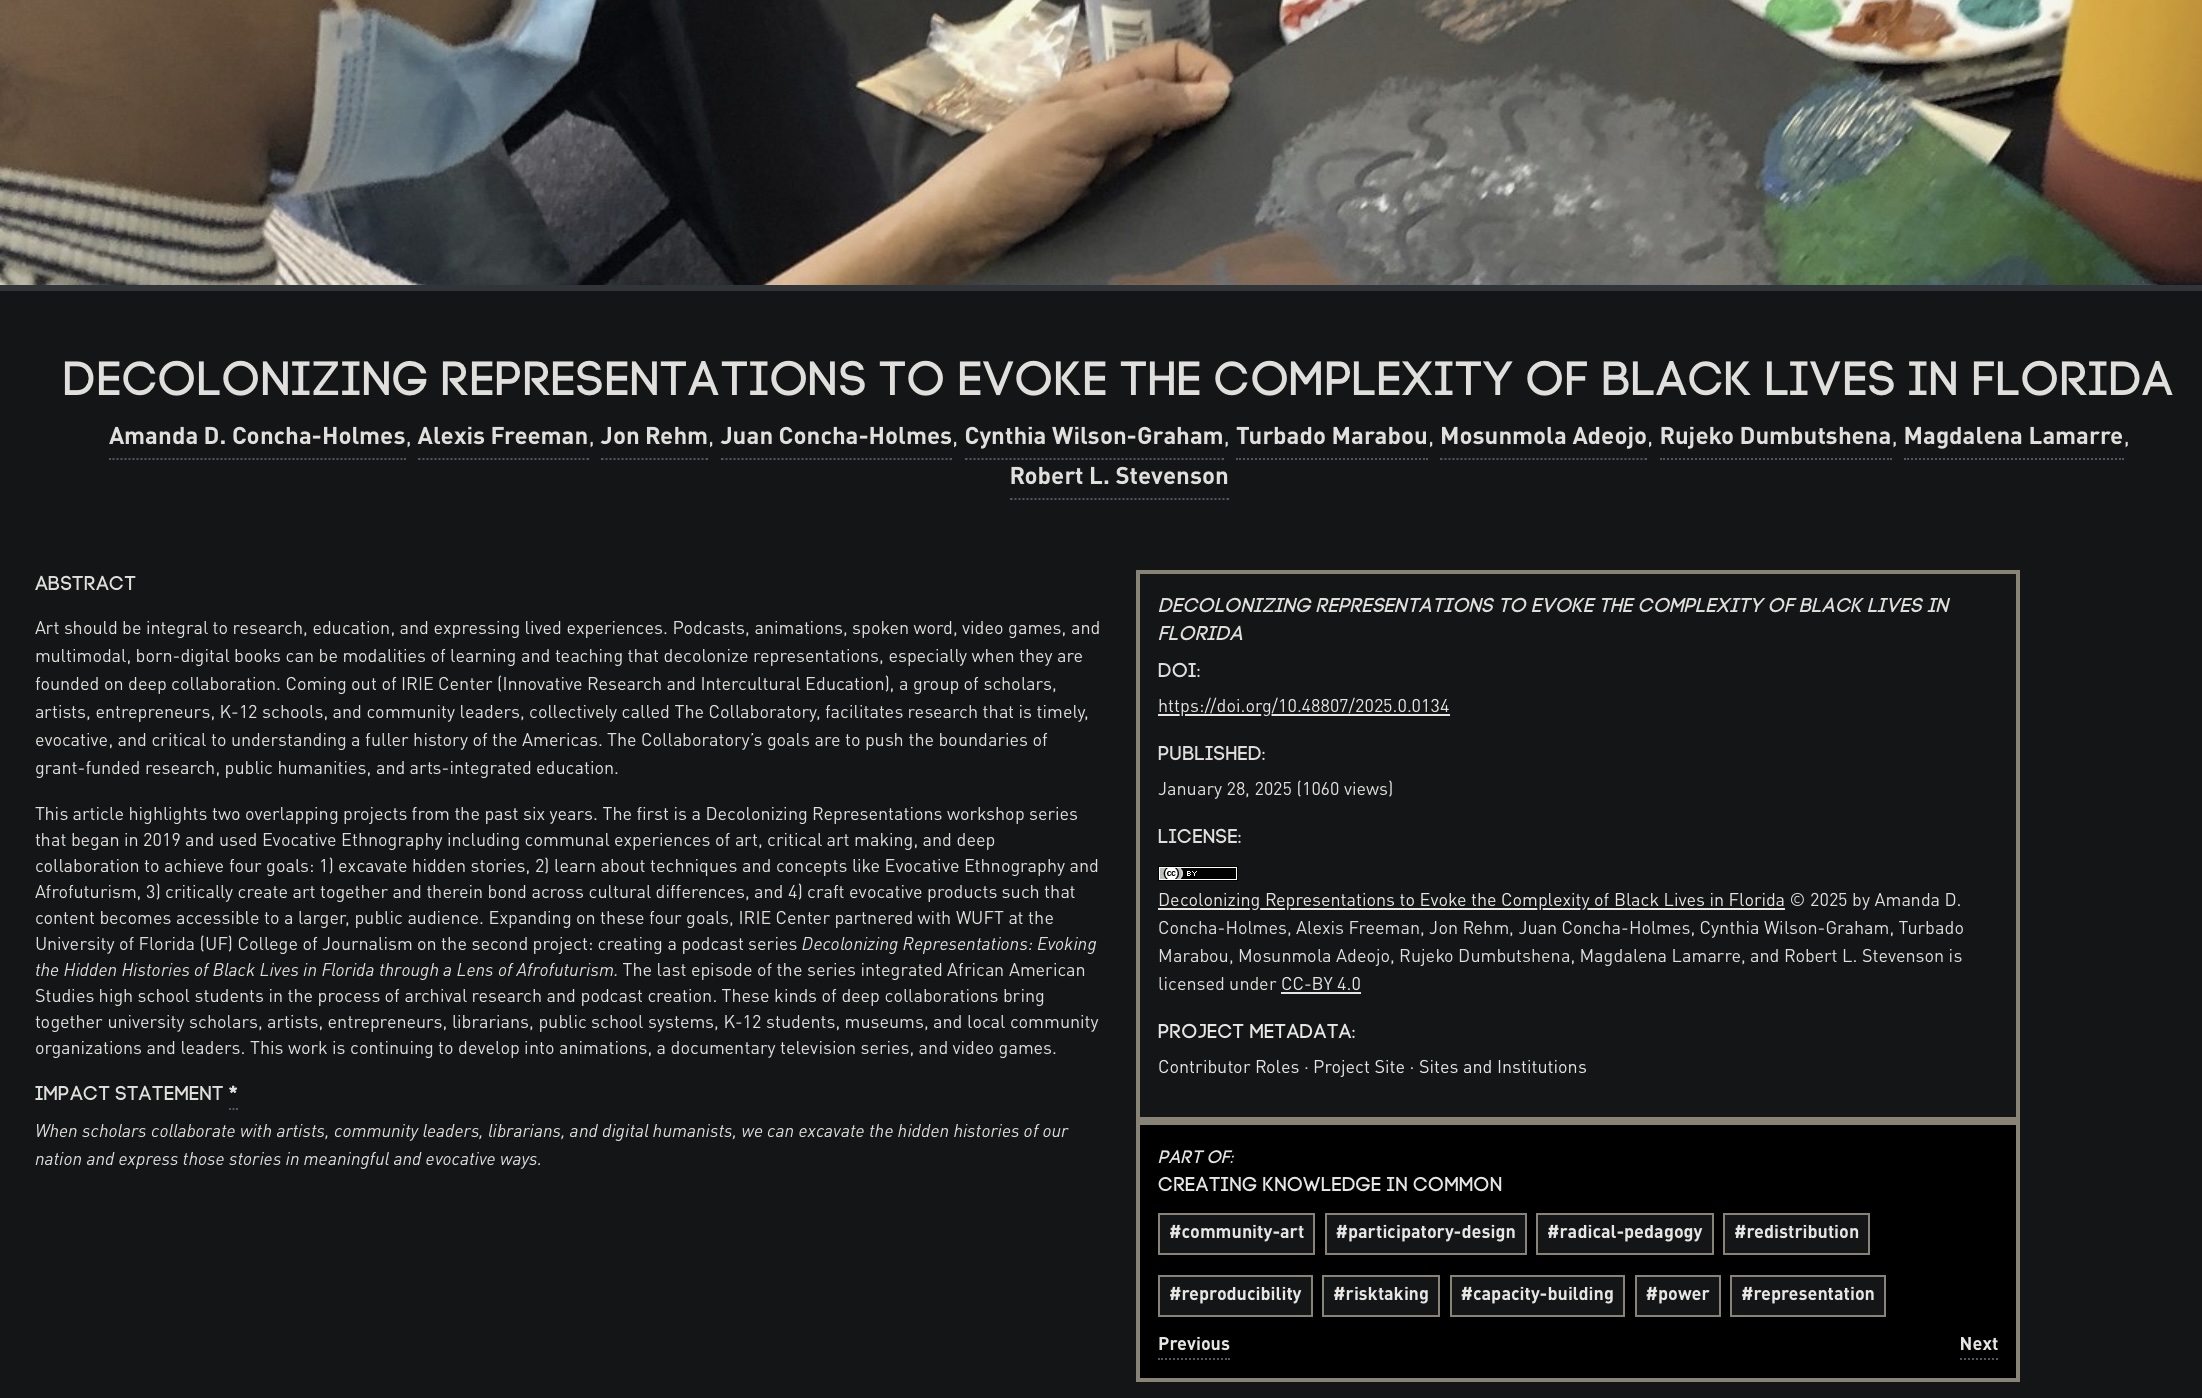 DECOLONIZING REPRESENTATIONS TO EVOKE THE COMPLEXITY OF BLACK LIVES IN FLORIDA
Amanda D. Concha-Holmes, Alexis Freeman, Jon Rehm, Juan Concha-Holmes, Cynthia Wilson-Graham, Turbado Marabou, Mosunmola Adeojo, Rujeko Dumbutshena, Magdalena Lamarre,
Robert L. Stevenson
ABSTRACT
Art should be integral to research, education, and expressing lived experiences. Podcasts, animations, spoken word, video games, and
multimodal, born-digital books can be modalities of learning and teaching that decolonize representations, especially when they are
founded on deep collaboration. Coming out of IRIE Center (Innovative Research and Intercultural Education), a group of scholars,
artists, entrepreneurs, K-12 schools, and community leaders, collectively called The Collaboratory, facilitates research that is timely,
evocative, and critical to understanding a fuller history of the Americas. The Collaboratory’s goals are to push the boundaries of
grant-funded research, public humanities, and arts-integrated education.
This article highlights two overlapping projects from the past six years. The first is a Decolonizing Representations workshop series
that began in 2019 and used Evocative Ethnography including communal experiences of art, critical art making, and deep
collaboration to achieve four goals: 1) excavate hidden stories, 2) learn about techniques and concepts like Evocative Ethnography and
Afrofuturism, 3) critically create art together and therein bond across cultural differences, and 4) craft evocative products such that
content becomes accessible to a larger, public audience. Expanding on these four goals, IRIE Center partnered with WUFT at the
University of Florida (UF) College of Journalism on the second project: creating a podcast series Decolonizing Representations: Evoking
the Hidden Histories of Black Lives in Florida through a Lens of Afrofuturism. The last episode of the series integrated African American
Studies high school students in the process of archival research and podcast creation. These kinds of deep collaborations bring
together university scholars, artists, entrepreneurs, librarians, public school systems, K-12 students, museums, and local community
organizations and leaders. This work is continuing to develop into animations, a documentary television series, and video games.
IMPACT STATEMENT *
When scholars collaborate with artists, community leaders, librarians, and digital humanists, we can excavate the hidden histories of our
nation and express those stories in meaningful and evocative ways.
DECOLONIZING REPRESENTATIONS TO EVOKE THE COMPLEXITY OF BLACK LIVES IN
FLORIDA
DOI:
https://doi.org/10.48807/2025.0.0134
PUBLISHED:
January 28, 2025 (1060 views)
LICENSE:
cc BY
Decolonizing Representations to Evoke the Complexity of Black Lives in Florida © 2025 by Amanda D.
Concha-Holmes, Alexis Freeman, Jon Rehm, Juan Concha-Holmes, Cynthia Wilson-Graham, Turbado
Marabou, Mosunmola Adeojo, Rujeko Dumbutshena, Magdalena Lamarre, and Robert L. Stevenson is
licensed under CC-BY 4.0
PROJECT METADATA:
Contributor Roles · Project Site · Sites and Institutions
PART OF:
CREATING KNOWLEDGE IN COMMON
#community-art #participatory-design #radical-pedagogy #redistribution
#reproducibility #risktaking #capacity-building #power #representation
Previous Next